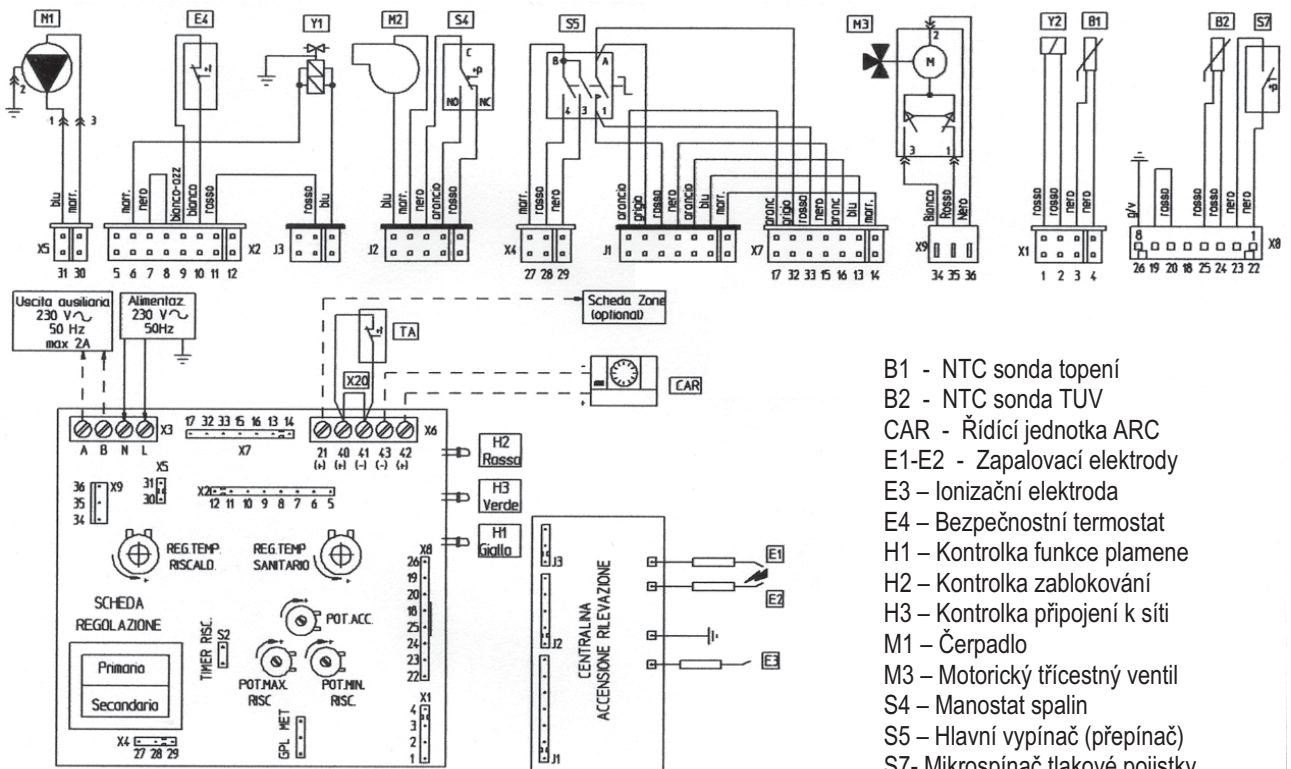 M1 E4 Y1 M2 S4 S5 M3 Y2 B1 B2 S7
2
1 3
+t
C
+p
NO NC
B A
4 3 1
2
M
3 1
+p
blu marr.
marr. nero bianco-azz bianco rosso
rosso blu
blu marr. nero arancio rosso
marr. rosso nero
arancio grigio rosso nero arancio blu marr.
aranc grigio rosso nero aranc blu marr.
Bianco Rosso Nero
rosso rosso nero nero
g/v rosso rosso rosso nero nero
8 1
X5 X2 J3 J2 X4 J1 X7 X9 X1 X8
31 30
5 6 7 8 9 10 11 12
27 28 29
17 32 33 15 16 13 14
34 35 36
1 2 3 4
26 19 20 18 25 24 23 22
Uscita ausiliaria
230 V
50 Hz
max 2A
Alimentaz.
230 V
50Hz
Scheda Zone
(optional)
+t
TA
X20
-
+
CAR
A B N L
X3
17 32 33 15 16 13 14
X7
X6
21 40 41 43 42
(+) (+) (-) (-) (+)
H2
Rossa
H3
Verde
H1
Gialla
X5
31
30
36
35
34
X9
X2
12 11 10 9 8 7 6 5
REG.TEMP.
RISCALD.
REG.TEMP
SANITARIO
SCHEDA
REGOLAZIONE
Primario
Secondario
TIMER RISC.
S2
POT.ACC.
POT.MAX.
RISC
POT.MIN.
RISC.
GPL MET
X8
26
19
20
18
25
24
23
22
X1
4
3
2
1
X4
27 28 29
J3
J2
J1
CENTRALINA
ACCENSIONE RILEVAZIONE
E1
E2
E3
B1 - NTC sonda topení
B2 - NTC sonda TUV
CAR - Řídící jednotka ARC
E1-E2 - Zapalovací elektrody
E3 – Ionizační elektroda
E4 – Bezpečnostní termostat
H1 – Kontrolka funkce plamene
H2 – Kontrolka zablokování
H3 – Kontrolka připojení k síti
M1 – Čerpadlo
M3 – Motorický třícestný ventil
S4 – Manostat spalin
S5 – Hlavní vypínač (přepínač)
S7- Mikrospínač tlakové pojistky